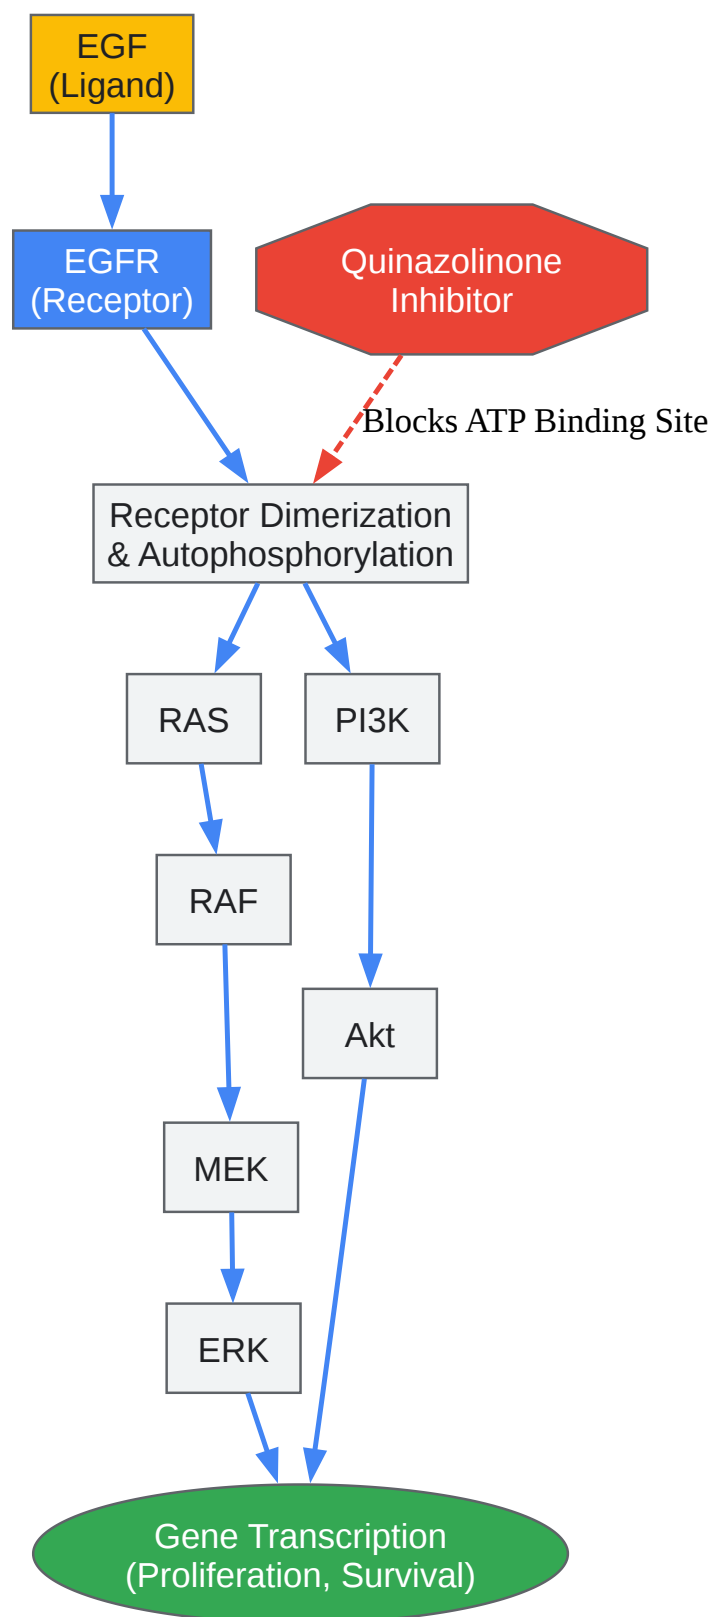 EGF
(Ligand)
EGFR
(Receptor)
Quinazolinone
Inhibitor
Blocks ATP Binding Site
Receptor Dimerization
& Autophosphorylation
RAS
PI3K
RAF
Akt
MEK
ERK
Gene Transcription
(Proliferation, Survival)